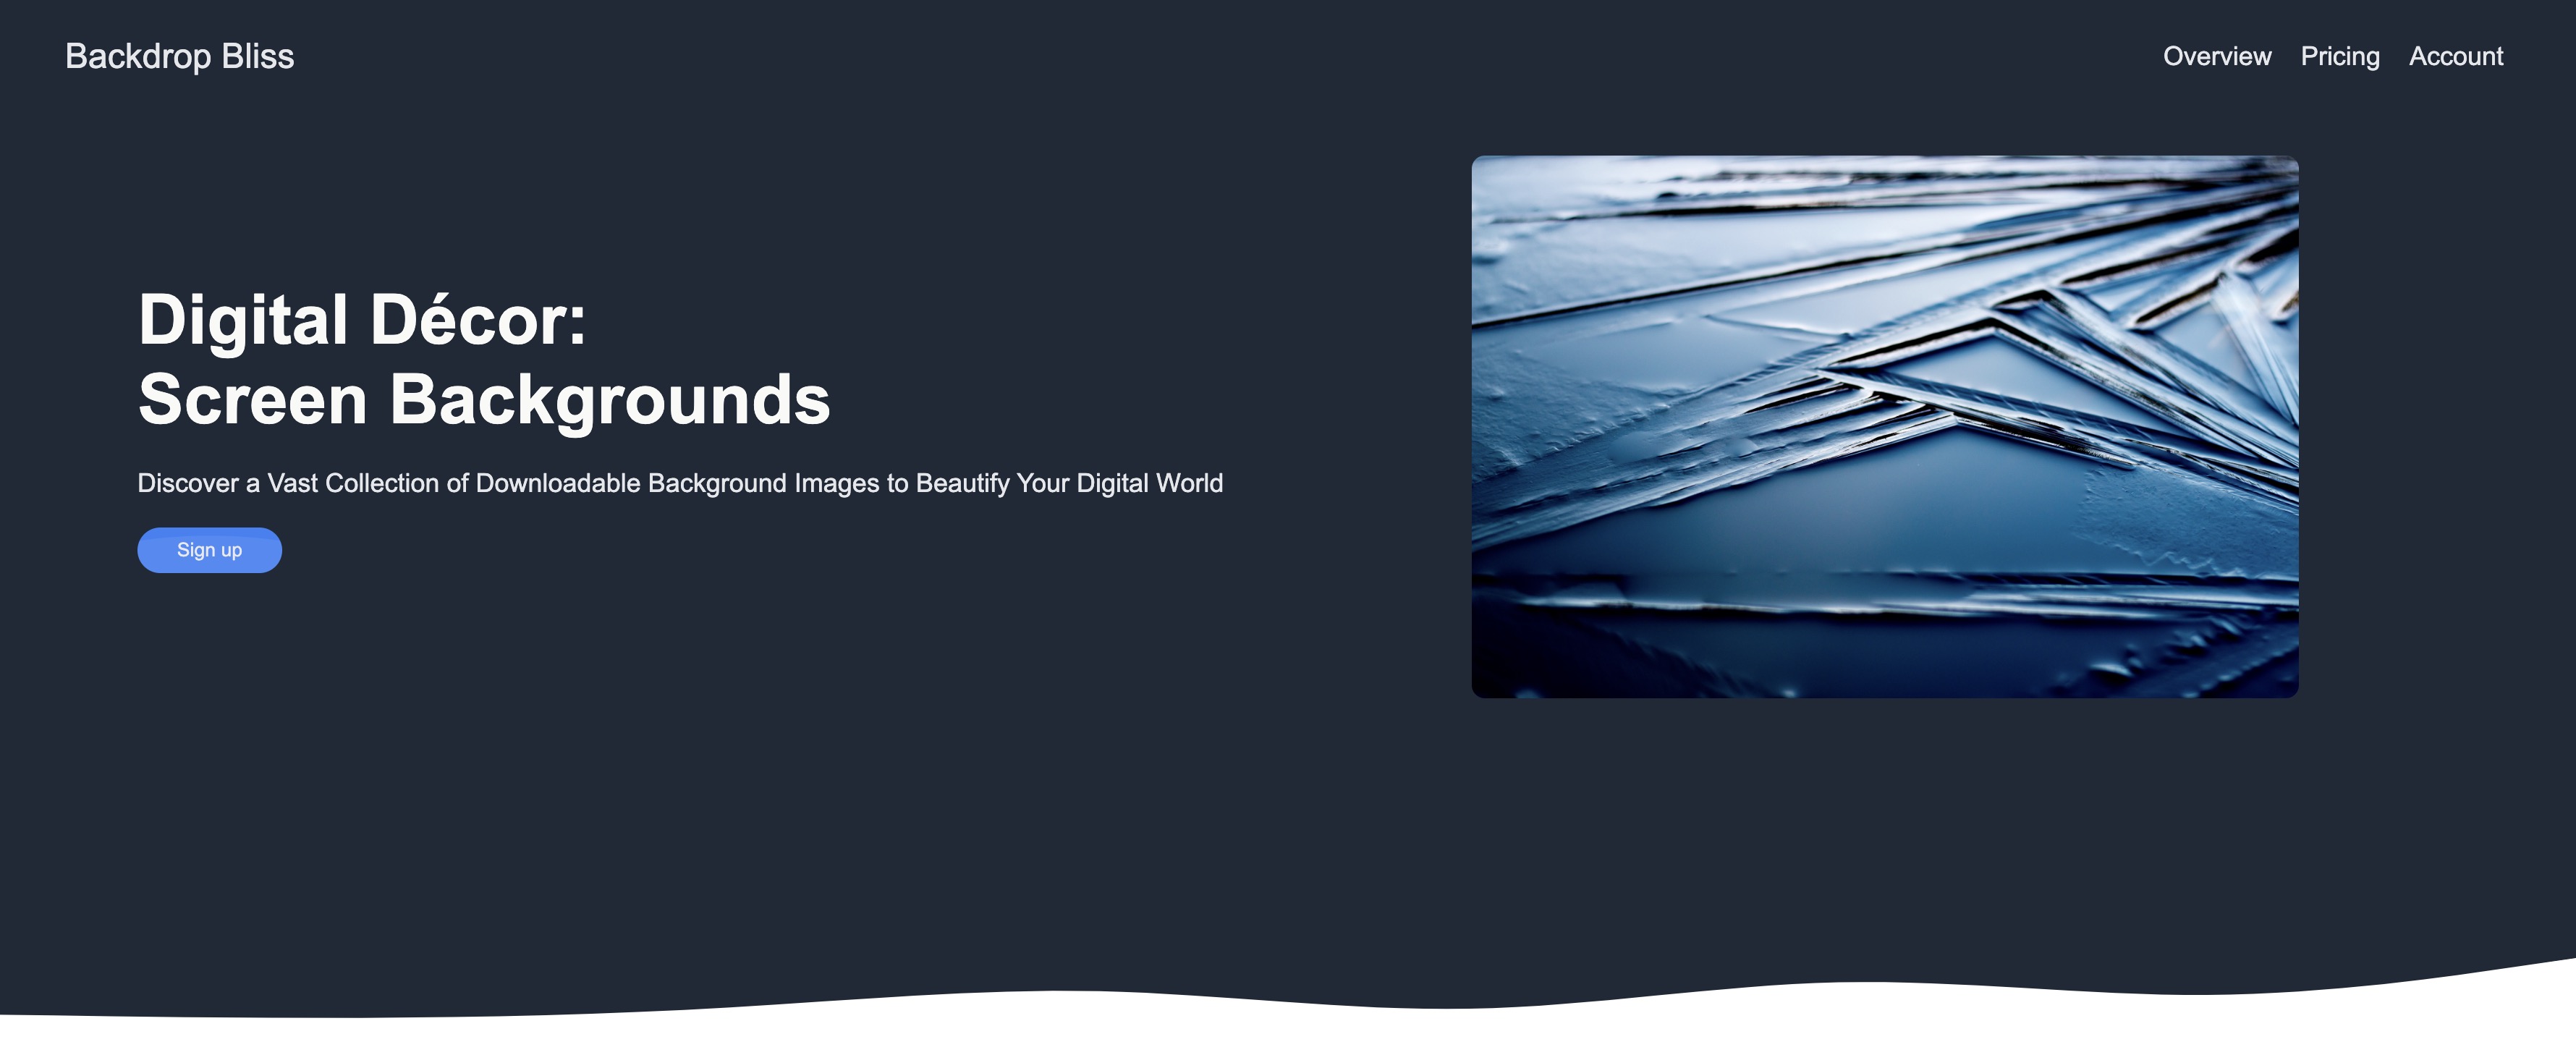 Backdrop Bliss
Overview Pricing Account
Digital Décor:
Screen Backgrounds
Discover a Vast Collection of Downloadable Background Images to Beautify Your Digital World
Sign up